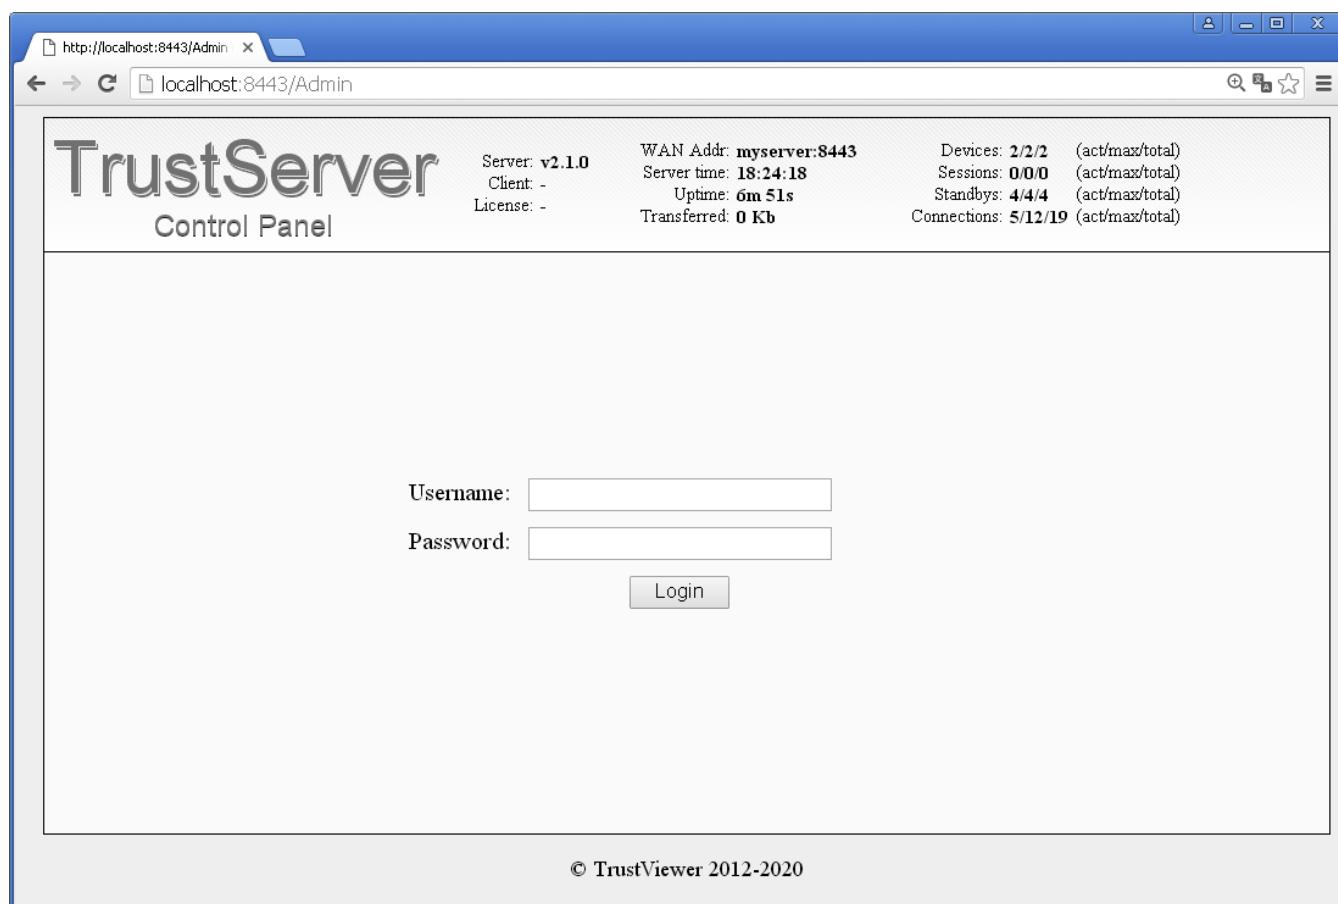 http://localhost:8443/Admin
localhost:8443/Admin
TrustServer
Control Panel
Server: v2.1.0
Client: -
License: -
WAN Addr: myserver:8443
Server time: 18:24:18
Uptime: 6m 51s
Transferred: 0 Kb
Devices: 2/2/2 (act/max/total)
Sessions: 0/0/0 (act/max/total)
Standbys: 4/4/4 (act/max/total)
Connections: 5/12/19 (act/max/total)
Username:
Password:
Login
© TrustViewer 2012-2020